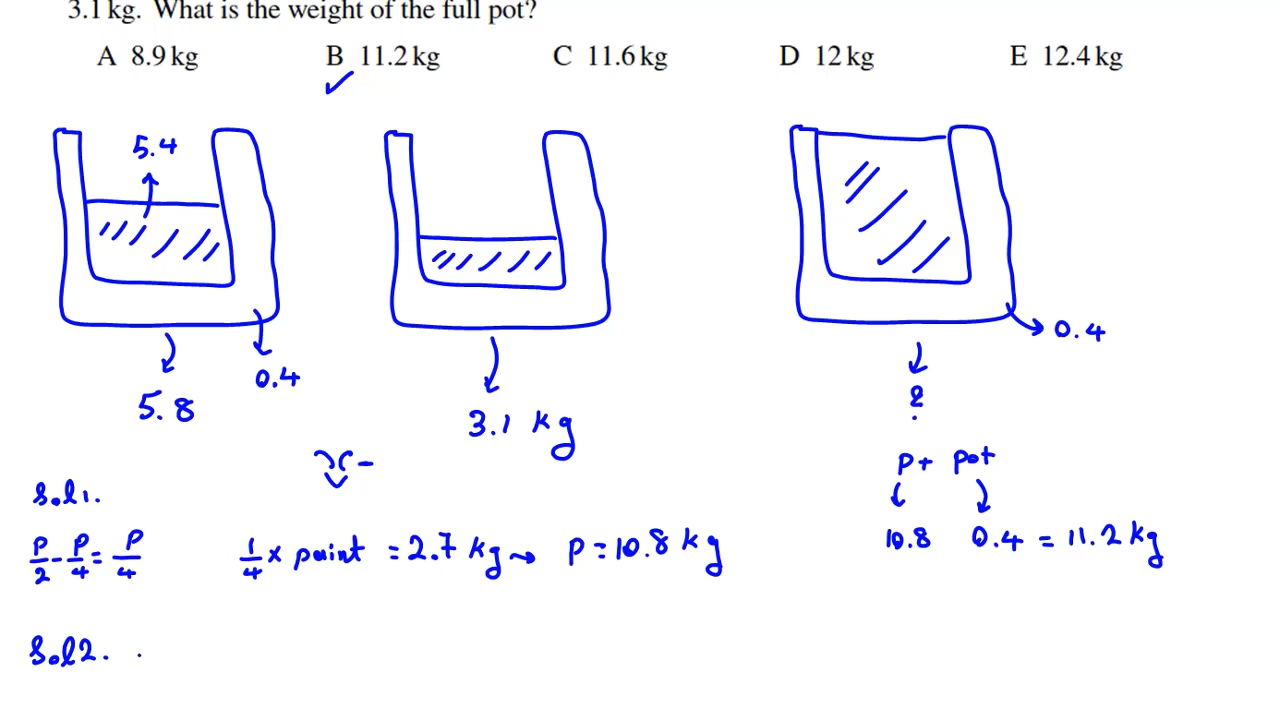 3.1 kg. What is the weight of the full pot?
A 8.9 kg B 11.2 kg C 11.6 kg D 12 kg E 12.4 kg
5.4
0.4
0.4
5.8
3.1 kg
?
P + pot
Sol1.
P/2 - P/4 = P/4 1/4 x paint = 2.7 kg → P = 10.8 kg
10.8 0.4 = 11.2 kg
Sol2.